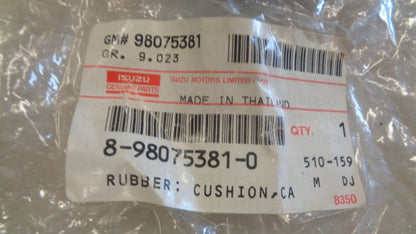 GM# 98075381
GR. 9.023
ISUZU
GENUINE PARTS
ISUZU MOTORS LIMITED
MADE IN THAILAND
QTY. 1
8-98075381-0
510-159
RUBBER; CUSHION,CA M DJ
8350